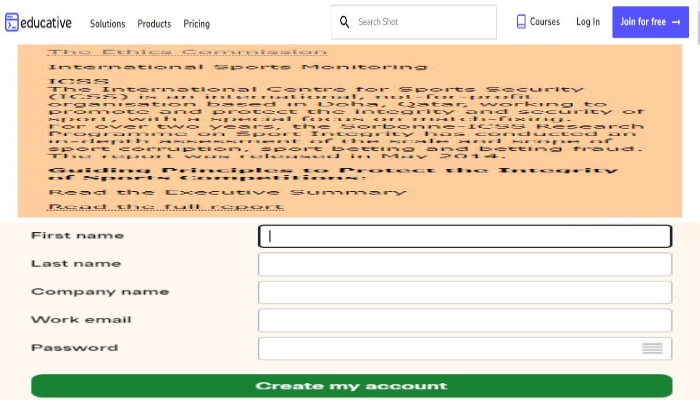 educative
Solutions
Products
Pricing
Search Shot
Courses
Log In
Join for free →
The Ethics Commission
International Sports Monitoring
ICSS
The International Centre for Sports Security
(ICSS) is an international, not-for-profit
organisation based in Doha, Qatar, working to
promote and protect the integrity and security of
sport, with a special focus on match-fixing.
For over two years, the Sorbonne-ICSS Research
Programme on Sport Integrity has conducted an
in-depth assessment of the scale and scope of
sport corruption, sport betting and betting fraud.
The report was released in May 2014.
Guiding Principles to Protect the Integrity
of Sports Competitions:
Read the Executive Summary
Read the full report
First name
Last name
Company name
Work email
Password
Create my account